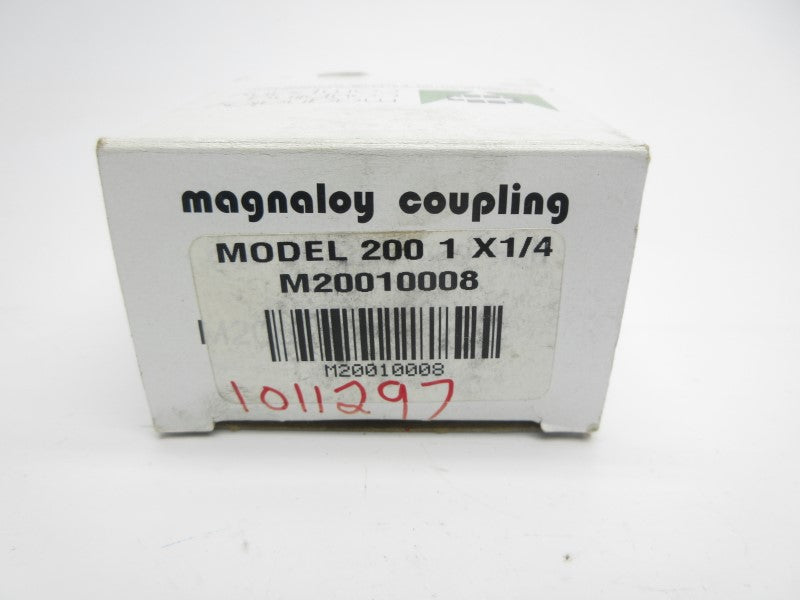 magnaloy coupling
MODEL 200 1 X1/4
M20010008
M20010008
1011297